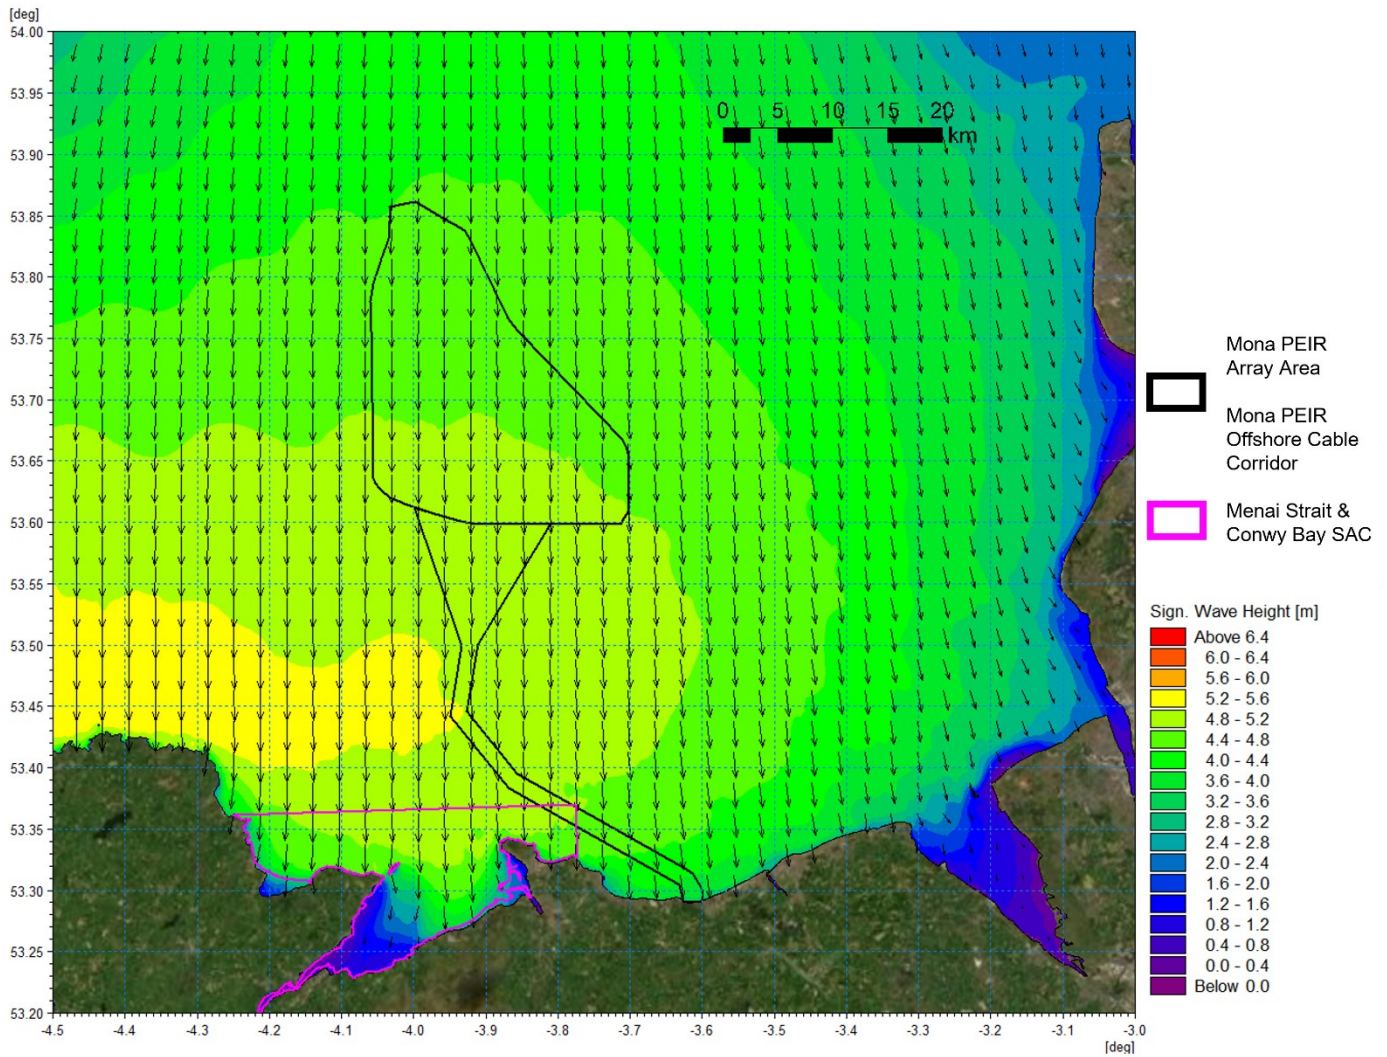 [deg]
54.00
53.95
53.90
53.85
53.80
53.75
53.70
53.65
53.60
53.55
53.50
53.45
53.40
53.35
53.30
53.25
53.20
0 5 10 15 20
km
Mona PEIR
Array Area
Mona PEIR
Offshore Cable
Corridor
Menai Strait &
Conwy Bay SAC
Sign. Wave Height [m]
Above 6.4
6.0 - 6.4
5.6 - 6.0
5.2 - 5.6
4.8 - 5.2
4.4 - 4.8
4.0 - 4.4
3.6 - 4.0
3.2 - 3.6
2.8 - 3.2
2.4 - 2.8
2.0 - 2.4
1.6 - 2.0
1.2 - 1.6
0.8 - 1.2
0.4 - 0.8
0.0 - 0.4
Below 0.0
-4.5 -4.4 -4.3 -4.2 -4.1 -4.0 -3.9 -3.8 -3.7 -3.6 -3.5 -3.4 -3.3 -3.2 -3.1 -3.0
[deg]